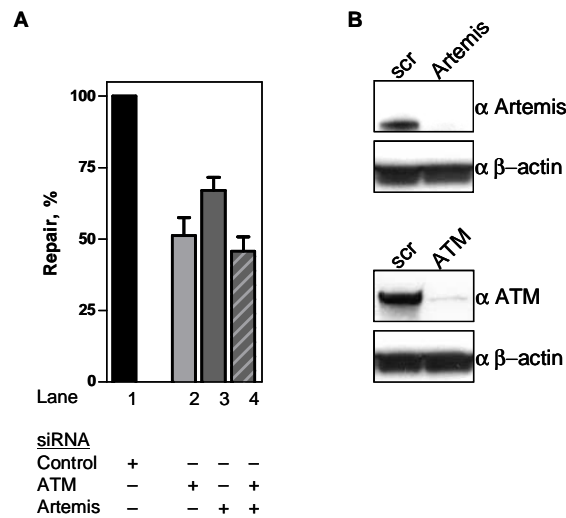 A
100
75
50
25
0
Repair, %
Lane 1 2 3 4
siRNA
Control + – – –
ATM – + – +
Artemis – – + +
B
scr Artemis
α Artemis
α β–actin
scr ATM
α ATM
α β–actin